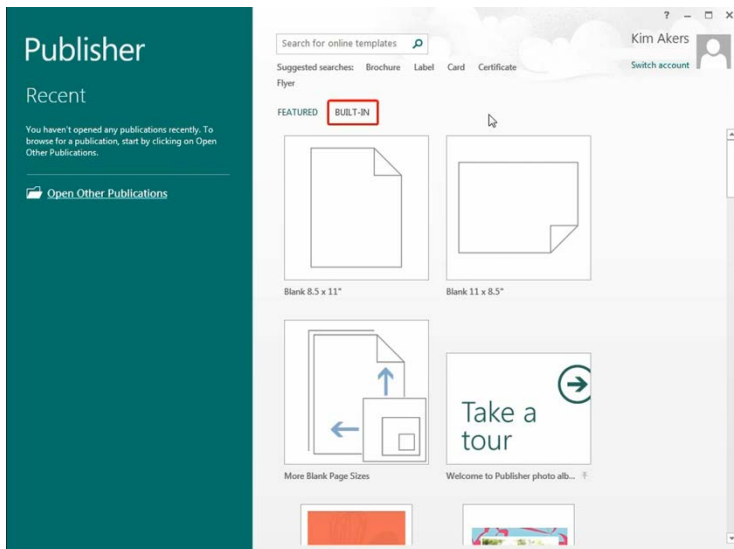 Publisher
Recent
You haven't opened any publications recently. To
browse for a publication, start by clicking on Open
Other Publications.
Open Other Publications
?
Search for online templates
Kim Akers
Switch account
Suggested searches: Brochure Label Card Certificate
Flyer
FEATURED BUILT-IN
Blank 8.5 x 11"
Blank 11 x 8.5"
Take a
tour
More Blank Page Sizes
Welcome to Publisher photo alb...